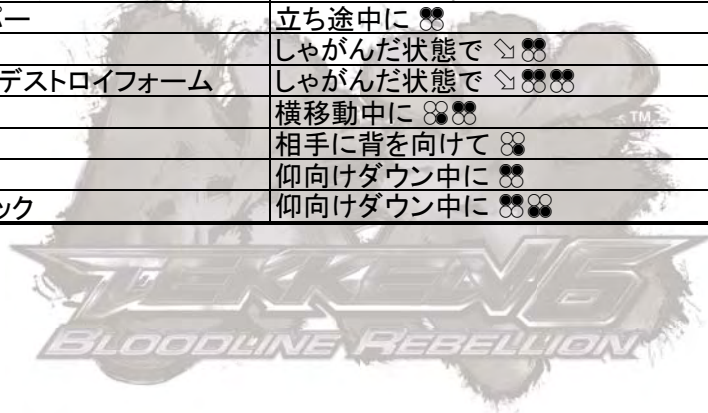 パー 立ち途中に
しゃがんだ状態で ⇘
デストロイフォーム しゃがんだ状態で ⇘
横移動中に
相手に背を向けて
仰向けダウン中に
ック 仰向けダウン中に
TM
TEKKEN 6
BLOODLINE REBELLION